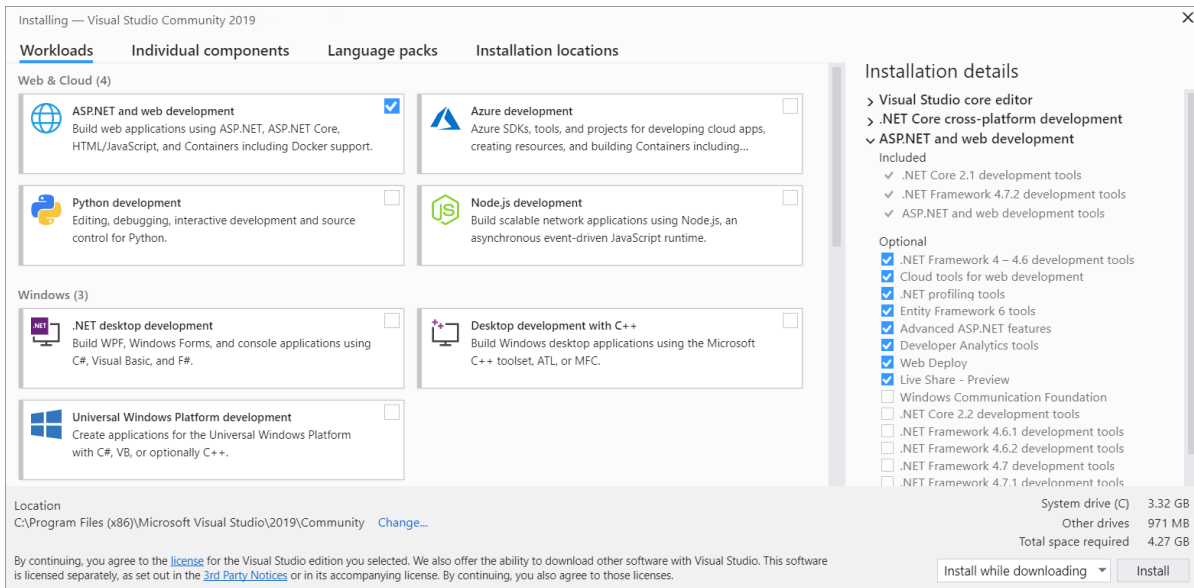 Installing — Visual Studio Community 2019
Workloads Individual components Language packs Installation locations
Web & Cloud (4)
ASP.NET and web development
Build web applications using ASP.NET, ASP.NET Core,
HTML/JavaScript, and Containers including Docker support.
Azure development
Azure SDKs, tools, and projects for developing cloud apps,
creating resources, and building Containers including...
Python development
Editing, debugging, interactive development and source
control for Python.
JS
Node.js development
Build scalable network applications using Node.js, an
asynchronous event-driven JavaScript runtime.
Windows (3)
.NET
.NET desktop development
Build WPF, Windows Forms, and console applications using
C#, Visual Basic, and F#.
Desktop development with C++
Build Windows desktop applications using the Microsoft
C++ toolset, ATL, or MFC.
Universal Windows Platform development
Create applications for the Universal Windows Platform
with C#, VB, or optionally C++.
Installation details
Visual Studio core editor
.NET Core cross-platform development
ASP.NET and web development
Included
.NET Core 2.1 development tools
.NET Framework 4.7.2 development tools
ASP.NET and web development tools
Optional
.NET Framework 4 – 4.6 development tools
Cloud tools for web development
.NET profiling tools
Entity Framework 6 tools
Advanced ASP.NET features
Developer Analytics tools
Web Deploy
Live Share - Preview
Windows Communication Foundation
.NET Core 2.2 development tools
.NET Framework 4.6.1 development tools
.NET Framework 4.6.2 development tools
.NET Framework 4.7 development tools
.NET Framework 4.7.1 development tools
Location
C:\Program Files (x86)\Microsoft Visual Studio\2019\Community Change...
By continuing, you agree to the license for the Visual Studio edition you selected. We also offer the ability to download other software with Visual Studio. This software
is licensed separately, as set out in the 3rd Party Notices or in its accompanying license. By continuing, you also agree to those licenses.
System drive (C) 3.32 GB
Other drives 971 MB
Total space required 4.27 GB
Install while downloading Install